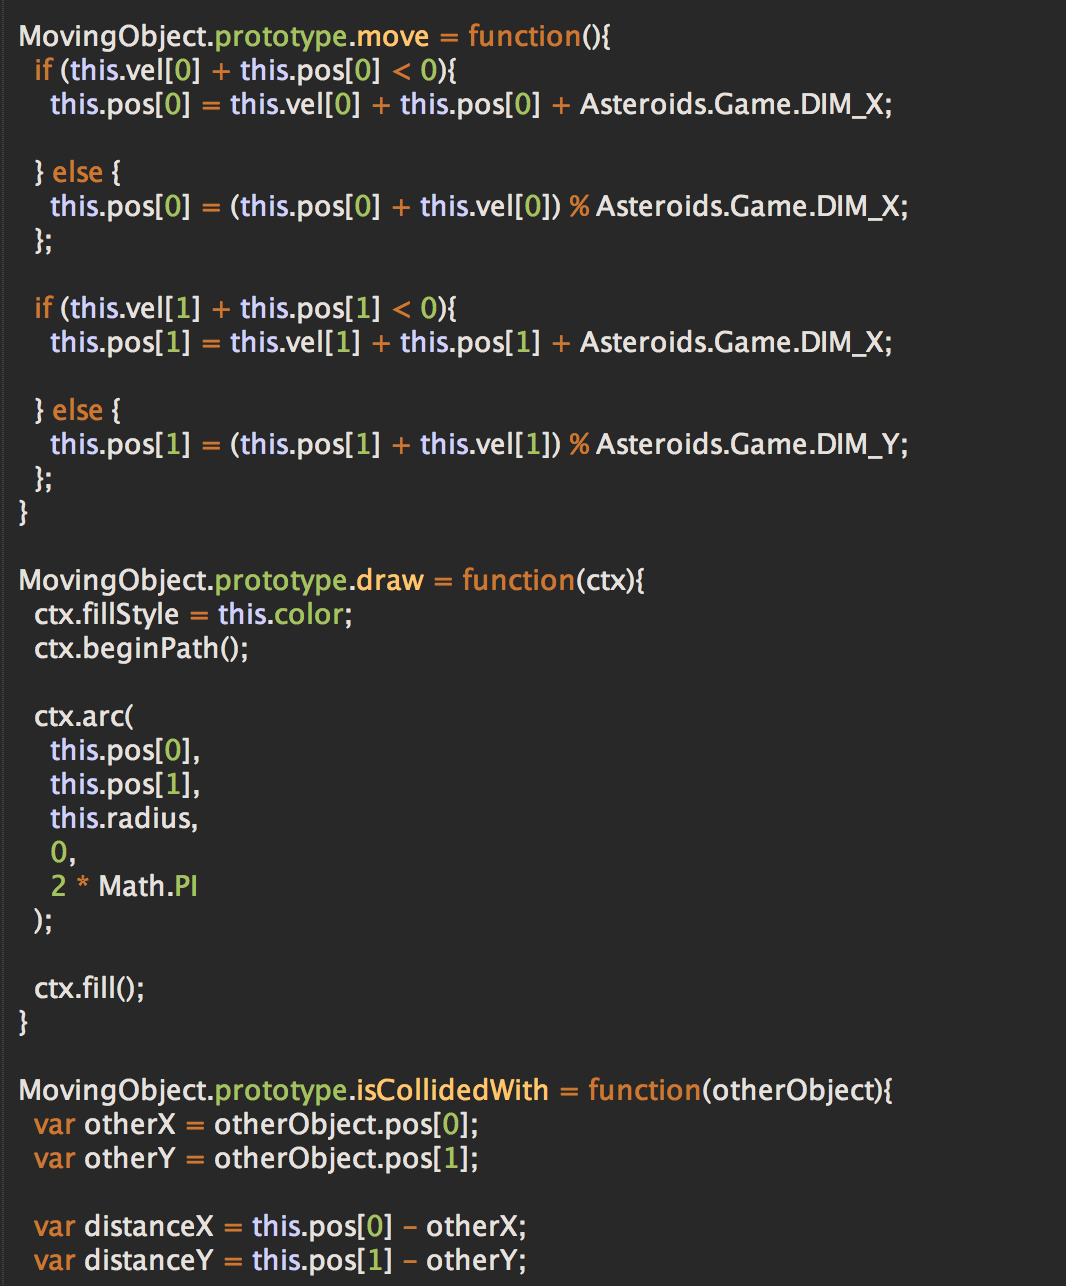 MovingObject.prototype.move = function(){
  if (this.vel[0] + this.pos[0] < 0){
    this.pos[0] = this.vel[0] + this.pos[0] + Asteroids.Game.DIM_X;

  } else {
    this.pos[0] = (this.pos[0] + this.vel[0]) % Asteroids.Game.DIM_X;
  };

  if (this.vel[1] + this.pos[1] < 0){
    this.pos[1] = this.vel[1] + this.pos[1] + Asteroids.Game.DIM_X;

  } else {
    this.pos[1] = (this.pos[1] + this.vel[1]) % Asteroids.Game.DIM_Y;
  };
}

MovingObject.prototype.draw = function(ctx){
  ctx.fillStyle = this.color;
  ctx.beginPath();

  ctx.arc(
    this.pos[0],
    this.pos[1],
    this.radius,
    0,
    2 * Math.PI
  );

  ctx.fill();
}

MovingObject.prototype.isCollidedWith = function(otherObject){
  var otherX = otherObject.pos[0];
  var otherY = otherObject.pos[1];

  var distanceX = this.pos[0] - otherX;
  var distanceY = this.pos[1] - otherY;